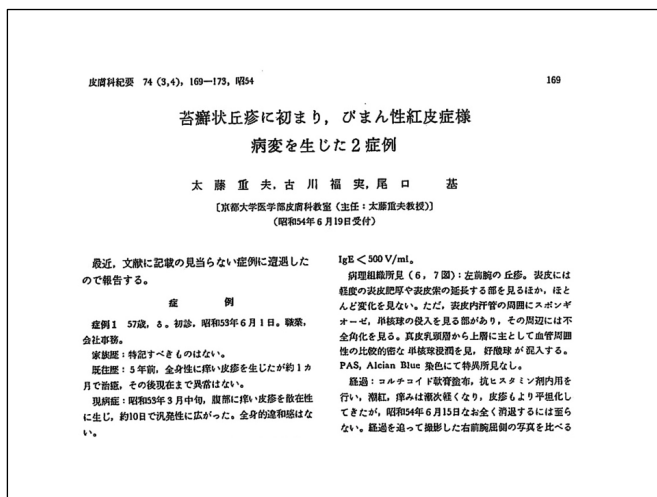 皮膚科紀要 74 (3,4), 169—173, 昭54
169
苔癬状丘疹に初まり，びまん性紅皮症様
病変を生じた2症例
太藤重夫，古川福実，尾口 基
〔京都大学医学部皮膚科教室（主任：太藤重夫教授）〕
（昭和54年6月19日受付）
最近，文献に記載の見当らない症例に遭遇した
ので報告する。
症 例
症例1 57歳，♂。初診，昭和53年6月1日。職業，
会社事務。
家族歴：特記すべきものはない。
既住歴：5年前，全身性に痒い皮疹を生じたが約1カ
月で治癒，その後現在まで異常はない。
現病症：昭和53年3月中旬，腹部に痒い皮疹を散在性
に生じ，約10日で汎発性に広がった。全身的違和感はな
い。
IgE＜500 V/ml。
病理組織所見（6，7図）：左前腕の丘疹。表皮には
軽度の表皮肥厚や表皮索の延長する部を見るほか，ほと
んど変化を見ない。ただ，表皮内汗管の周囲にスポンギ
オーゼ，単核球の侵入を見る部があり，その周辺には不
全角化を見る。真皮乳頭層から上層に主として血管周囲
性の比較的密な単核球浸潤を見，好酸球が混入する。
PAS, Alcian Blue 染色にて特異所見なし。
経過：コルチコイド軟膏塗布，抗ヒスタミン剤内用を
行い，潮紅，痒みは漸次軽くなり，皮疹もより平坦化し
てきたが，昭和54年6月15日なお全く消退するには至ら
ない。経過を追って撮影した右前腕屈側の写真を比べる